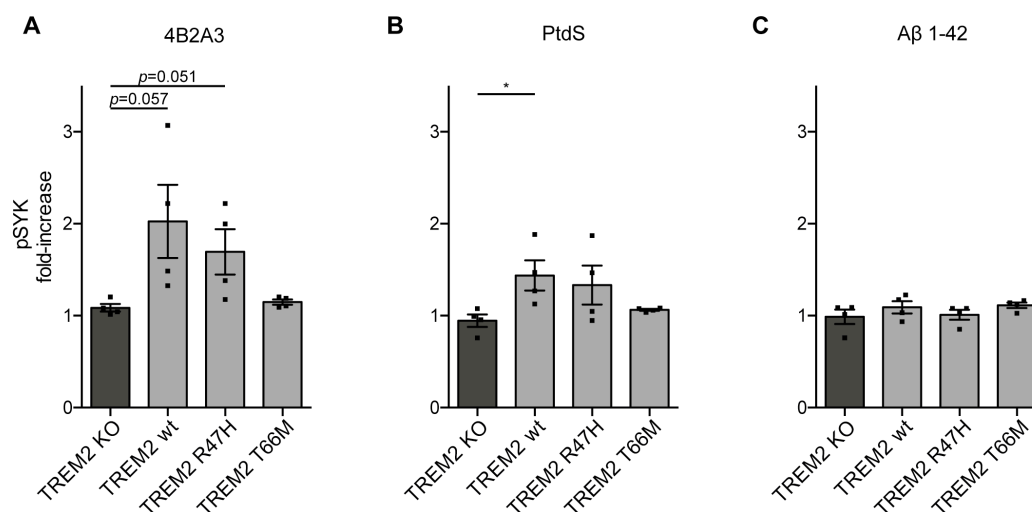 A
4B2A3
p=0.051
p=0.057
pSYK
fold-increase
3
2
1
0
TREM2 KO
TREM2 wt
TREM2 R47H
TREM2 T66M
B
PtdS
*
3
2
1
0
TREM2 KO
TREM2 wt
TREM2 R47H
TREM2 T66M
C
Aβ 1-42
3
2
1
0
TREM2 KO
TREM2 wt
TREM2 R47H
TREM2 T66M